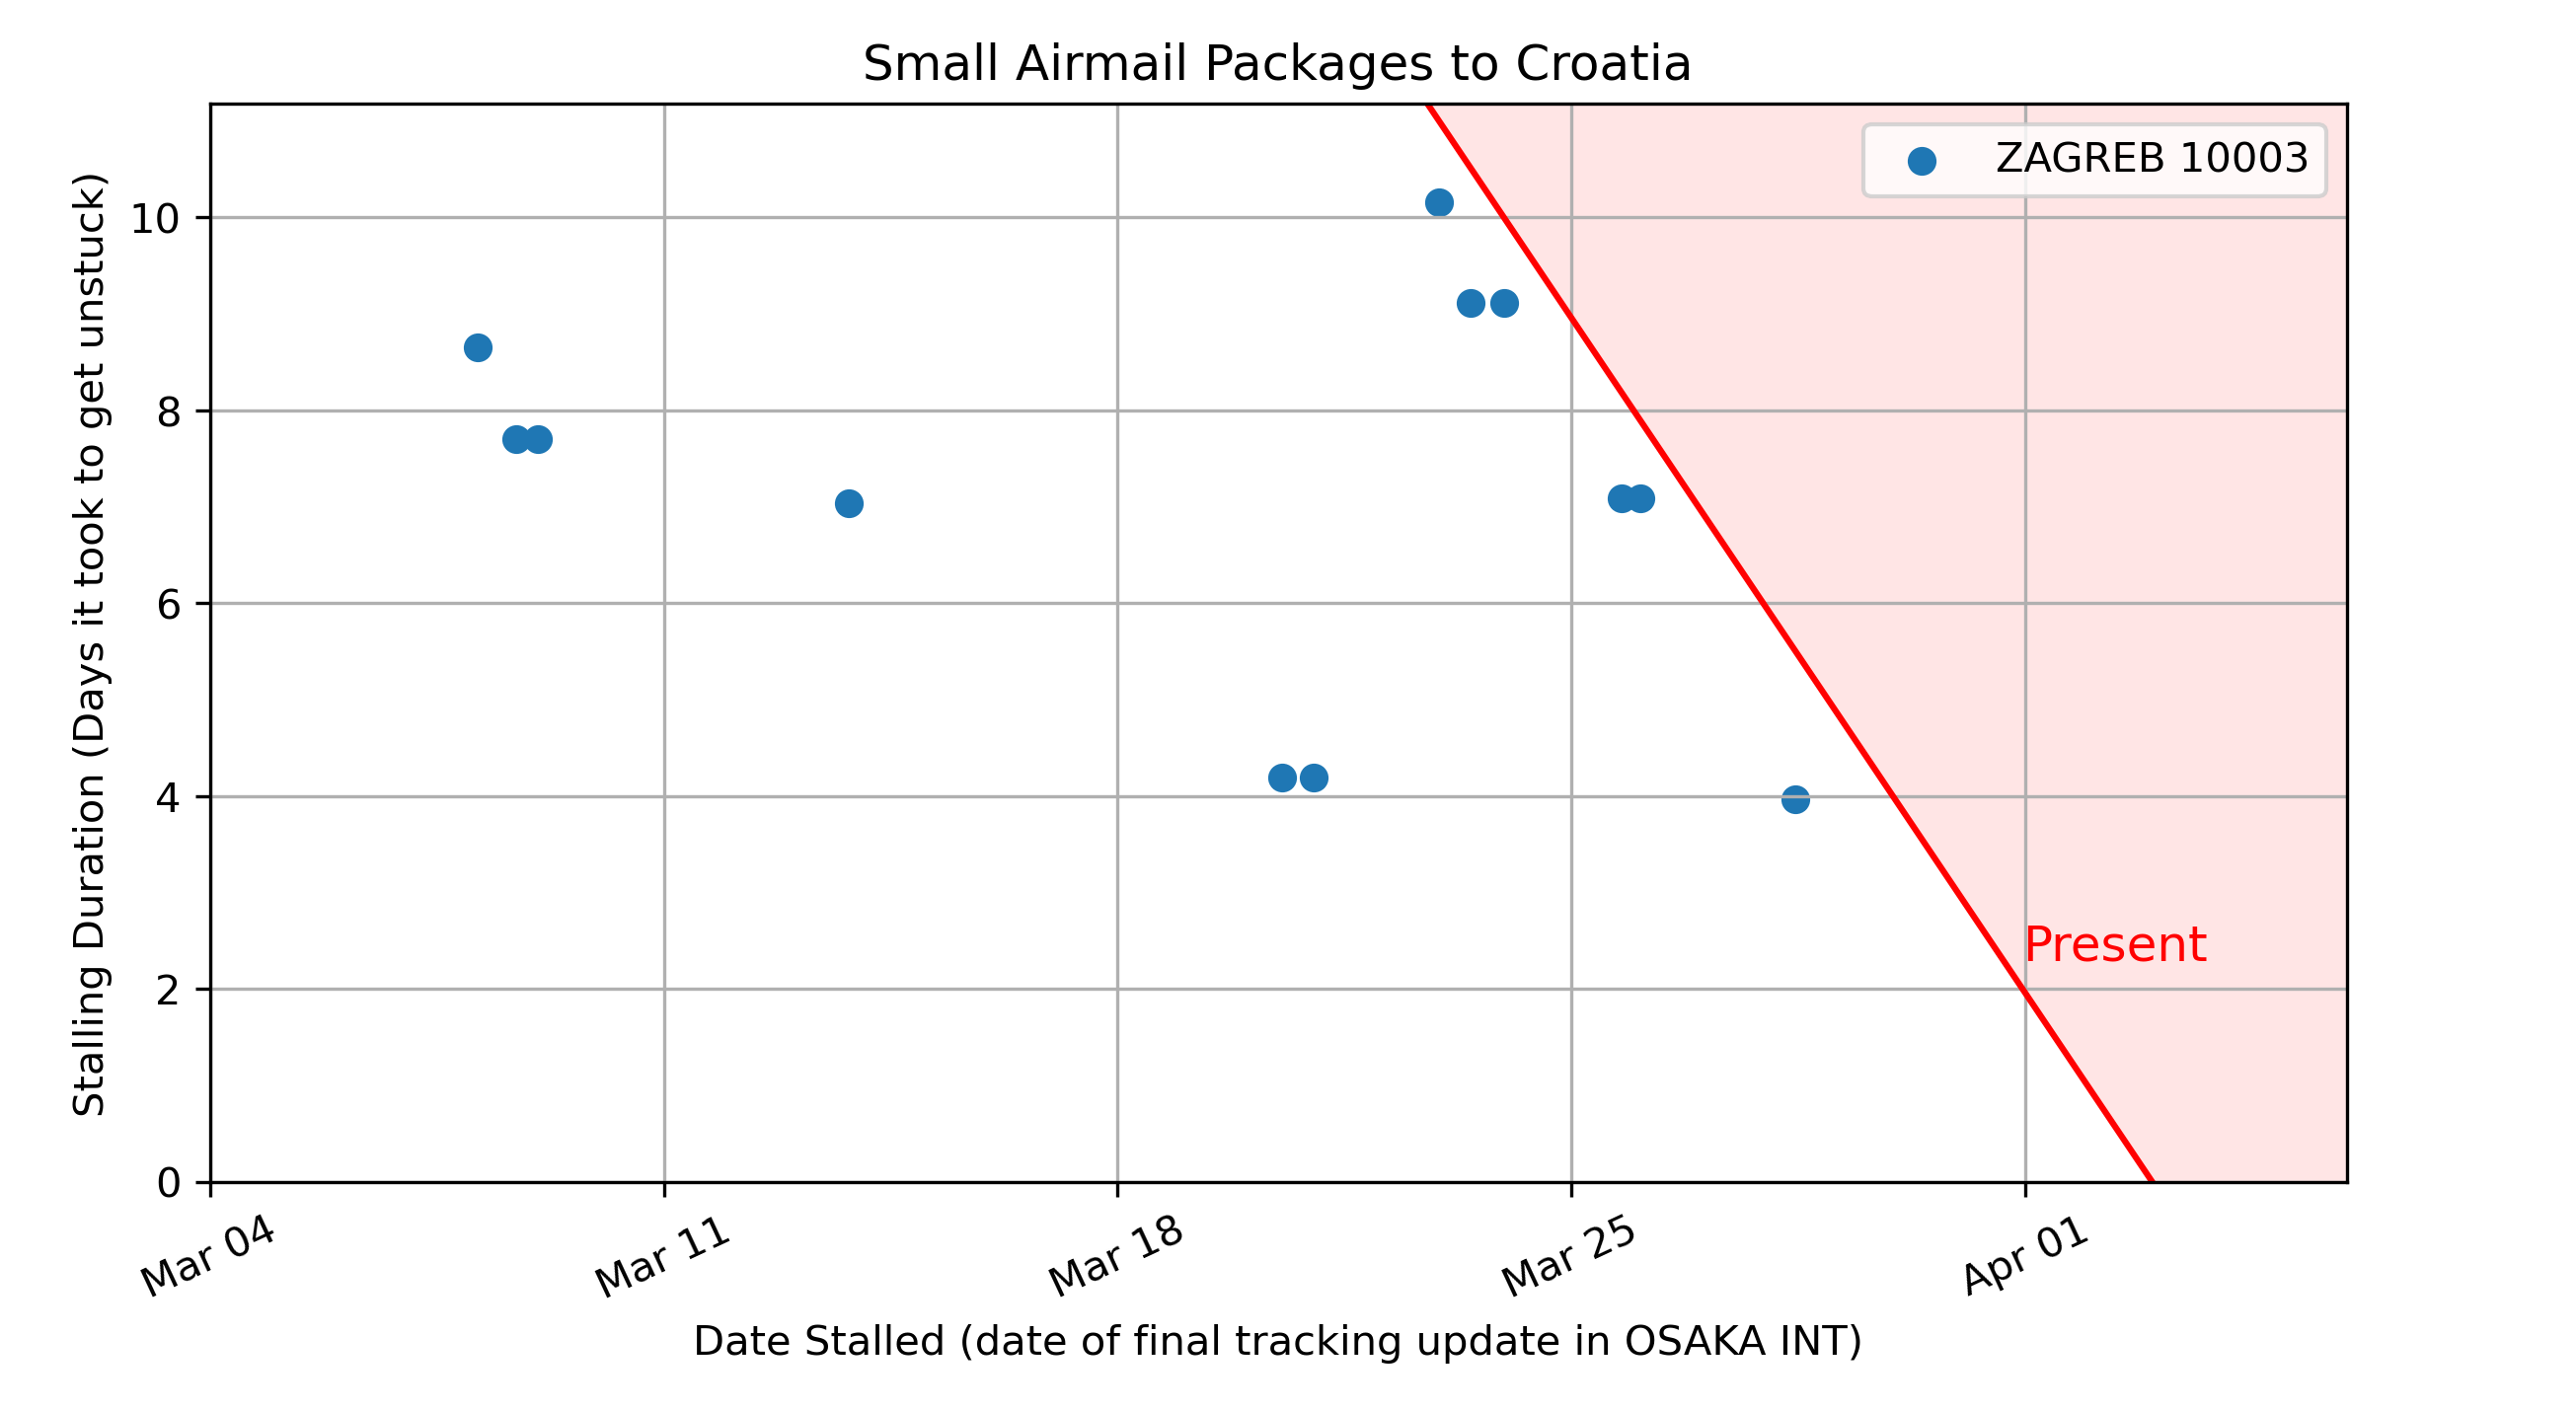 Small Airmail Packages to Croatia
ZAGREB 10003
Stalling Duration (Days it took to get unstuck)
10
8
6
4
2
0
Present
Mar 04
Mar 11
Mar 18
Mar 25
Apr 01
Date Stalled (date of final tracking update in OSAKA INT)